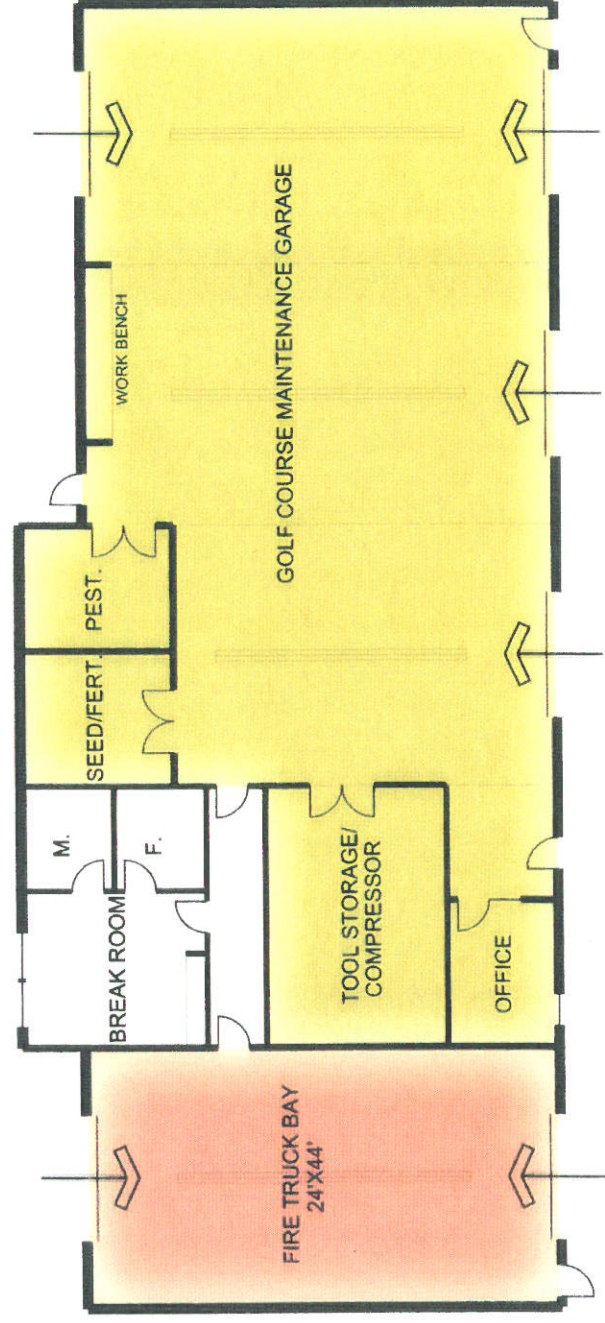 BREAK ROOM
M.
F.
SEED/FERT.
PEST.
WORK BENCH
FIRE TRUCK BAY
24'X44'
TOOL STORAGE/
COMPRESSOR
OFFICE
GOLF COURSE MAINTENANCE GARAGE